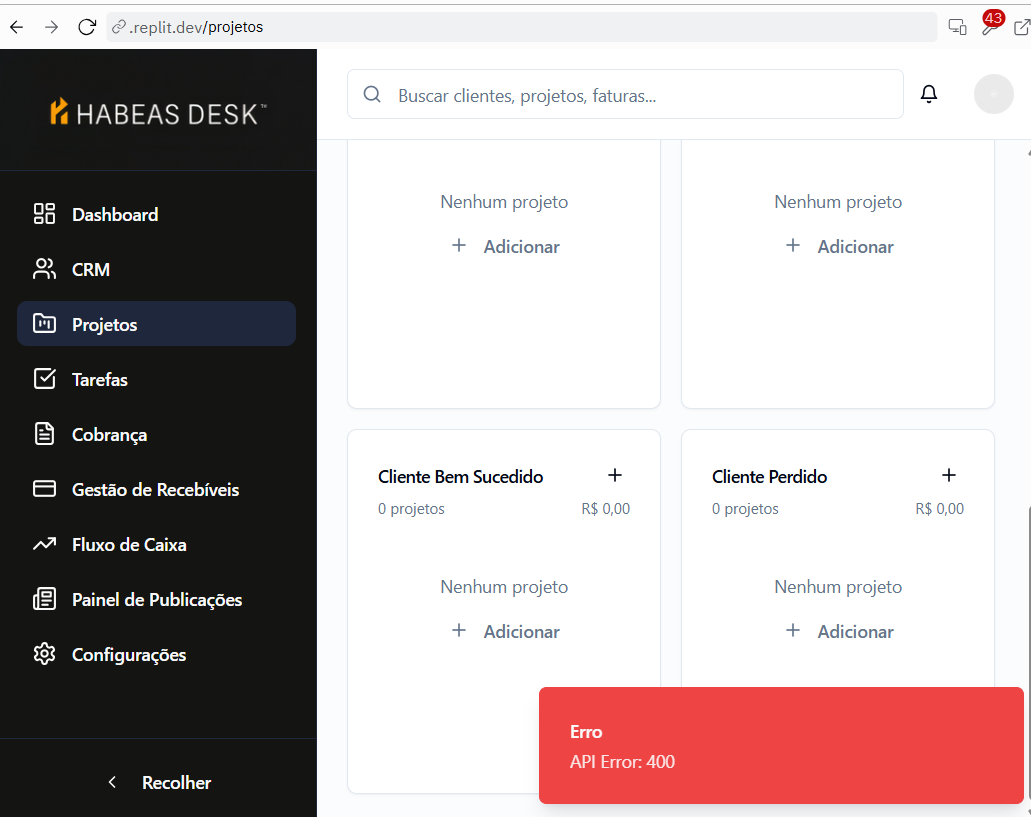 .replit.dev/projetos
43
HABEAS DESK™
Buscar clientes, projetos, faturas...
Dashboard
CRM
Projetos
Tarefas
Cobrança
Gestão de Recebíveis
Fluxo de Caixa
Painel de Publicações
Configurações
Recolher
Nenhum projeto
Adicionar
Nenhum projeto
Adicionar
Cliente Bem Sucedido
0 projetos R$ 0,00
Nenhum projeto
Adicionar
Cliente Perdido
0 projetos R$ 0,00
Nenhum projeto
Adicionar
Erro
API Error: 400